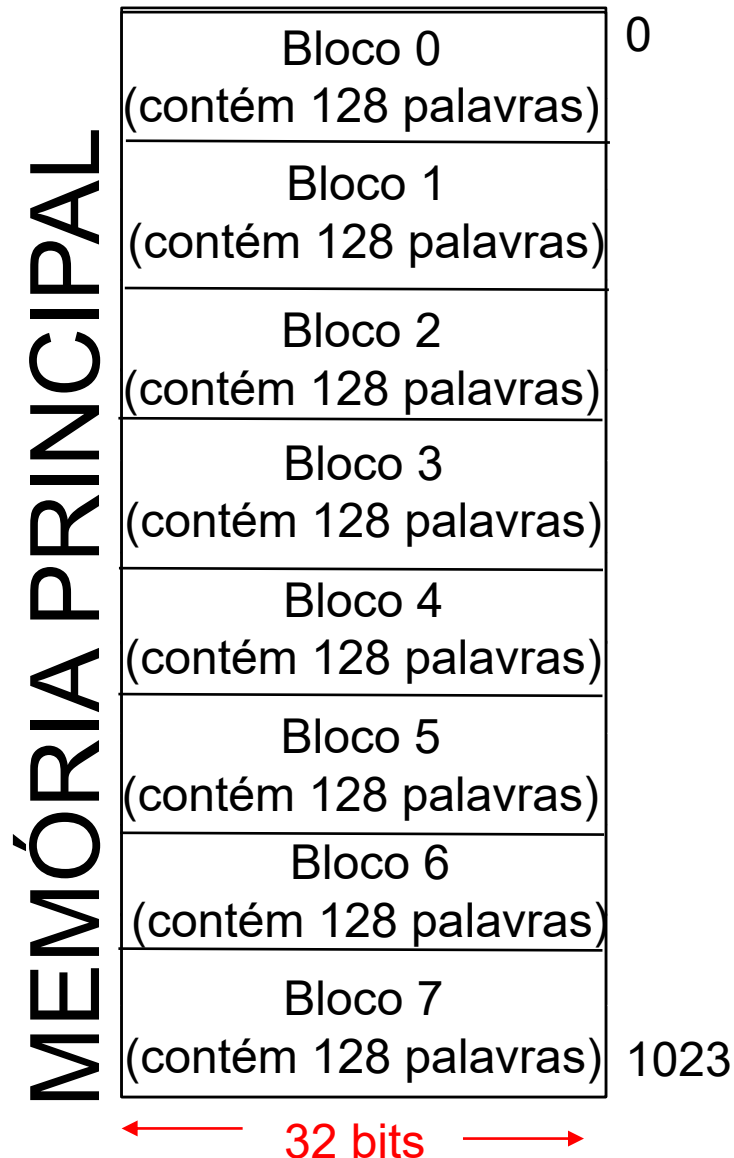 MEMÓRIA PRINCIPAL
0
Bloco 0
(contém 128 palavras)
Bloco 1
(contém 128 palavras)
Bloco 2
(contém 128 palavras)
Bloco 3
(contém 128 palavras)
Bloco 4
(contém 128 palavras)
Bloco 5
(contém 128 palavras)
Bloco 6
(contém 128 palavras)
Bloco 7
(contém 128 palavras)
1023
32 bits